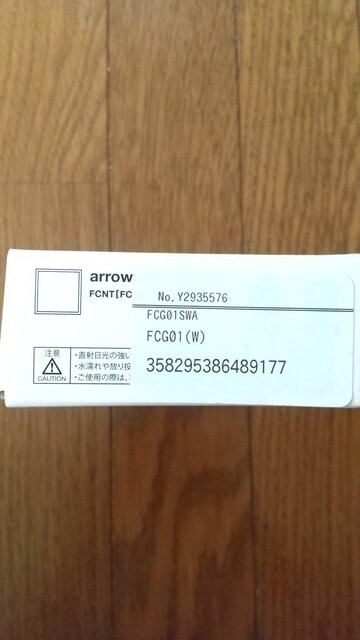 arrow
FCNT[FC
No.Y2935576
FCG01SWA
FCG01(W)
358295386489177
注意
CAUTION
・直射日光の強い
・水濡れや放り投
・ご使用の際は、